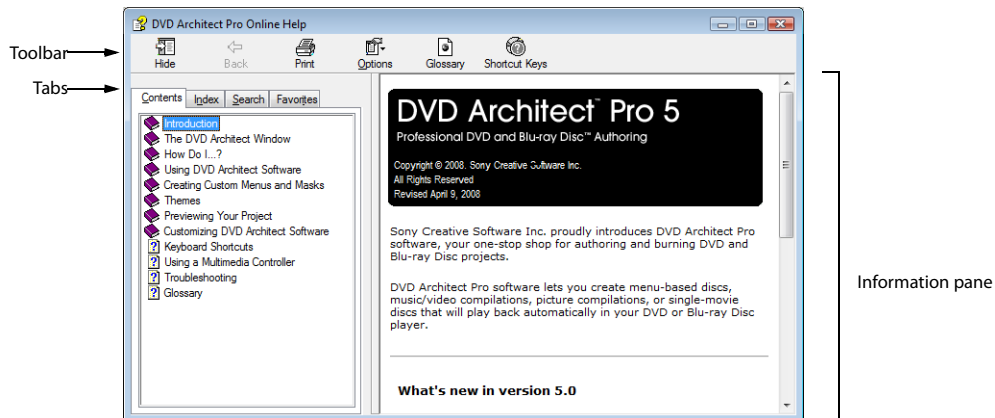 DVD Architect Pro Online Help
Toolbar
Hide
Back
Print
Options
Glossary
Shortcut Keys
Tabs
Contents
Index
Search
Favorites
Introduction
The DVD Architect Window
How Do I...?
Using DVD Architect Software
Creating Custom Menus and Masks
Themes
Previewing Your Project
Customizing DVD Architect Software
Keyboard Shortcuts
Using a Multimedia Controller
Troubleshooting
Glossary
DVD Architect™ Pro 5
Professional DVD and Blu-ray Disc™ Authoring
Copyright © 2008. Sony Creative Software Inc.
All Rights Reserved
Revised April 9, 2008
Sony Creative Software Inc. proudly introduces DVD Architect Pro
software, your one-stop shop for authoring and burning DVD and
Blu-ray Disc projects.
DVD Architect Pro software lets you create menu-based discs,
music/video compilations, picture compilations, or single-movie
discs that will play back automatically in your DVD or Blu-ray Disc
player.
What's new in version 5.0
Information pane